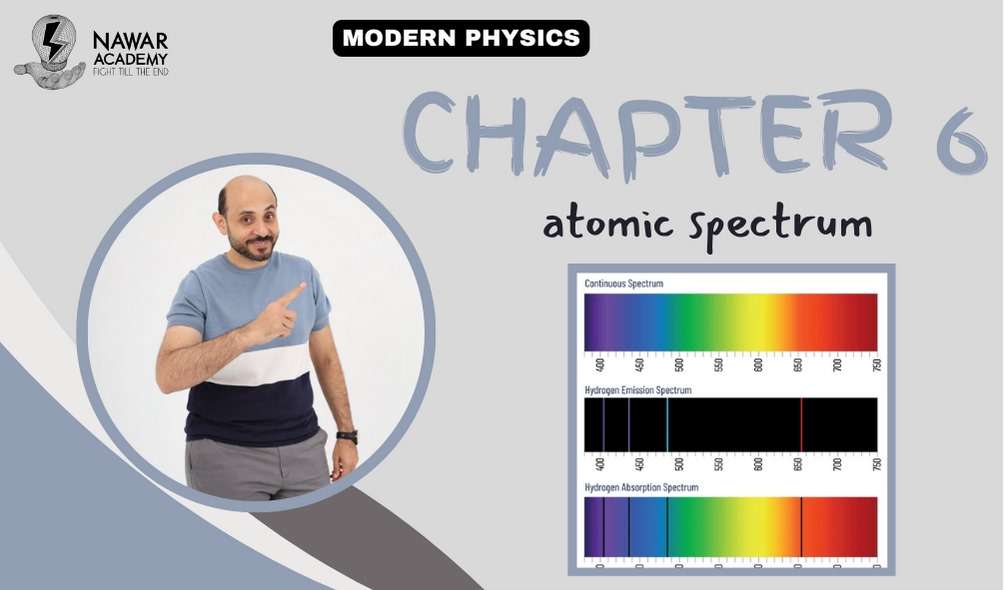 NAWAR
ACADEMY
FIGHT TILL THE END
MODERN PHYSICS
CHAPTER 6
atomic spectrum
Continuous Spectrum
400 450 500 550 600 650 700 750
Hydrogen Emission Spectrum
400 450 500 550 600 650 700 750
Hydrogen Absorption Spectrum